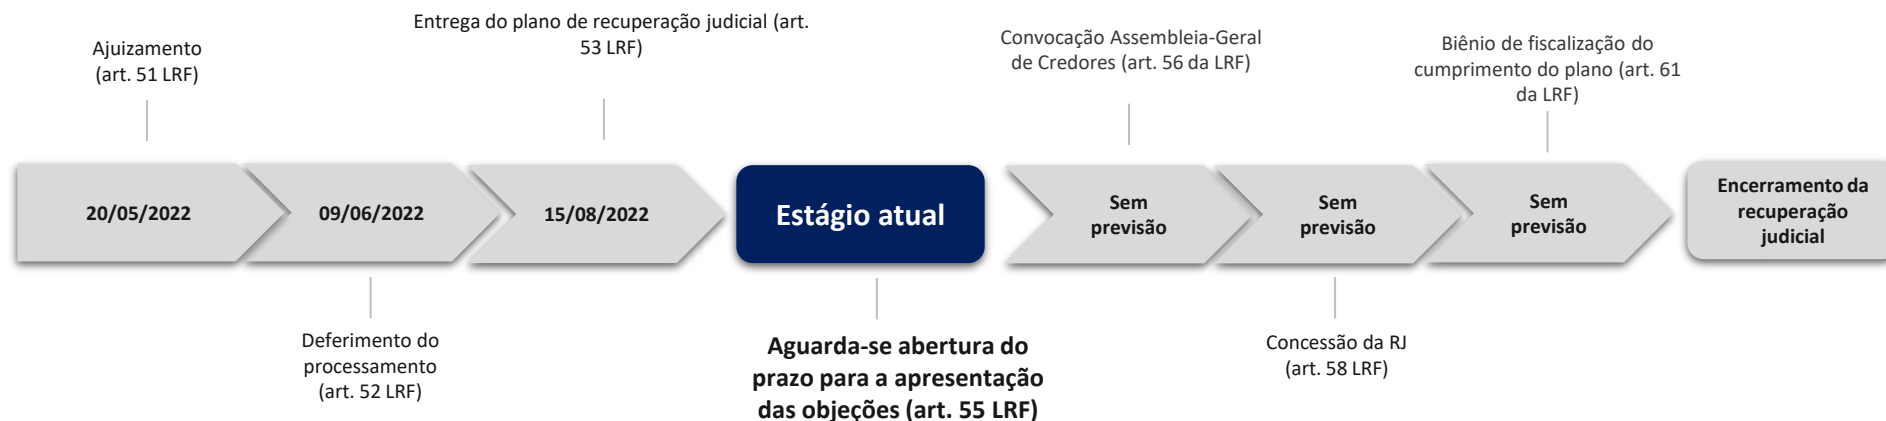 Ajuizamento
(art. 51 LRF)
Entrega do plano de recuperação judicial (art.
53 LRF)
Convocação Assembleia-Geral
de Credores (art. 56 da LRF)
Biênio de fiscalização do
cumprimento do plano (art. 61
da LRF)
20/05/2022
09/06/2022
15/08/2022
Estágio atual
Sem
previsão
Sem
previsão
Sem
previsão
Encerramento da
recuperação
judicial
Deferimento do
processamento
(art. 52 LRF)
Aguarda-se abertura do
prazo para a apresentação
das objeções (art. 55 LRF)
Concessão da RJ
(art. 58 LRF)